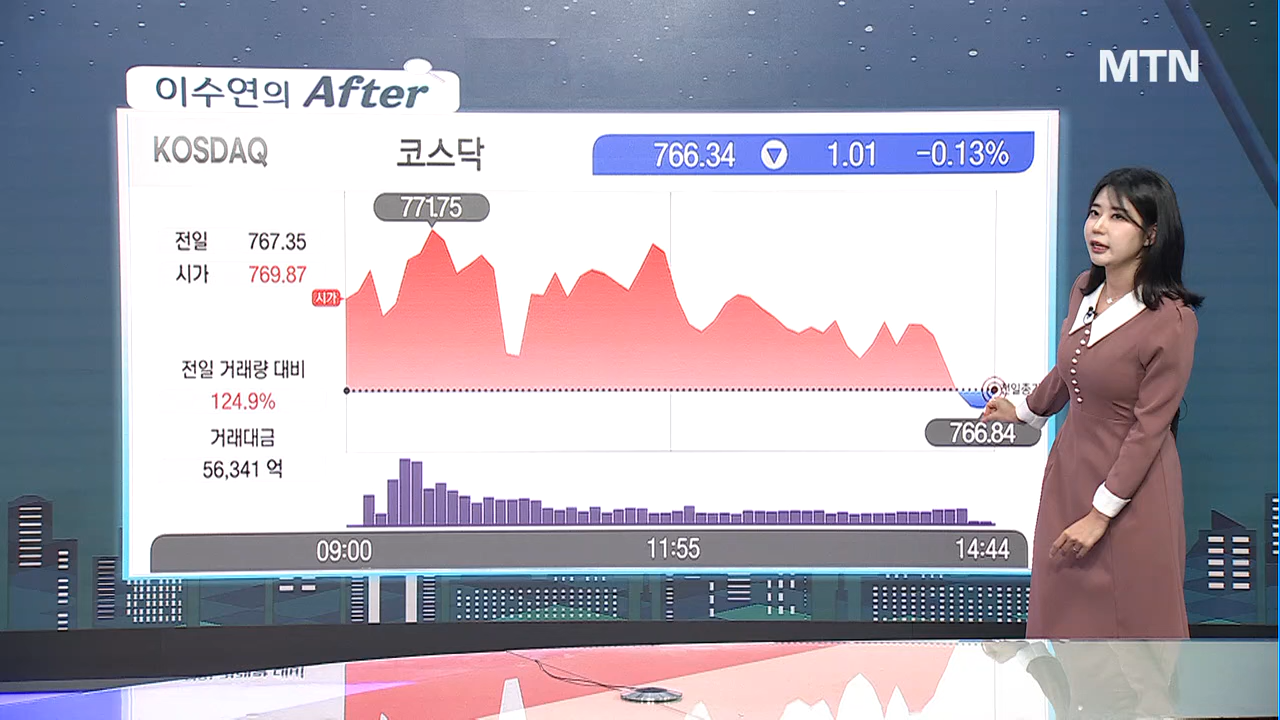 MTN
이수연의 After
KOSDAQ
코스닥
766.34 ▼ 1.01 -0.13%
771.75
전일 767.35
시가 769.87
시가
전일 거래량 대비
124.9%
거래대금
56,341 억
766.84
09:00 11:55 14:44